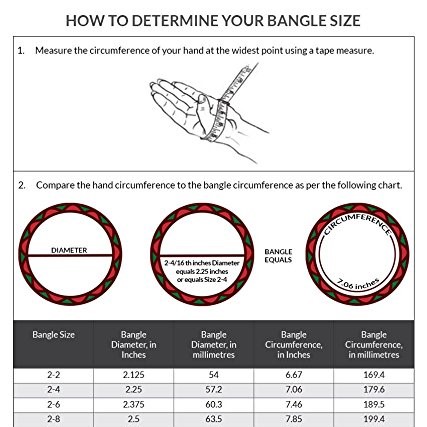 HOW TO DETERMINE YOUR BANGLE SIZE
1. Measure the circumference of your hand at the widest point using a tape measure.
2. Compare the hand circumference to the bangle circumference as per the following chart.
DIAMETER
2-4/16 th inches Diameter
equals 2.25 inches
or equals Size 2-4
BANGLE
EQUALS
CIRCUMFERENCE
7.06 inches
Bangle Size
Bangle
Diameter, in
Inches
Bangle
Diameter, in
millimetres
Bangle
Circumference,
in Inches
Bangle
Circumference,
in millimetres
2-2 2.125 54 6.67 169.4
2-4 2.25 57.2 7.06 179.6
2-6 2.375 60.3 7.46 189.5
2-8 2.5 63.5 7.85 199.4